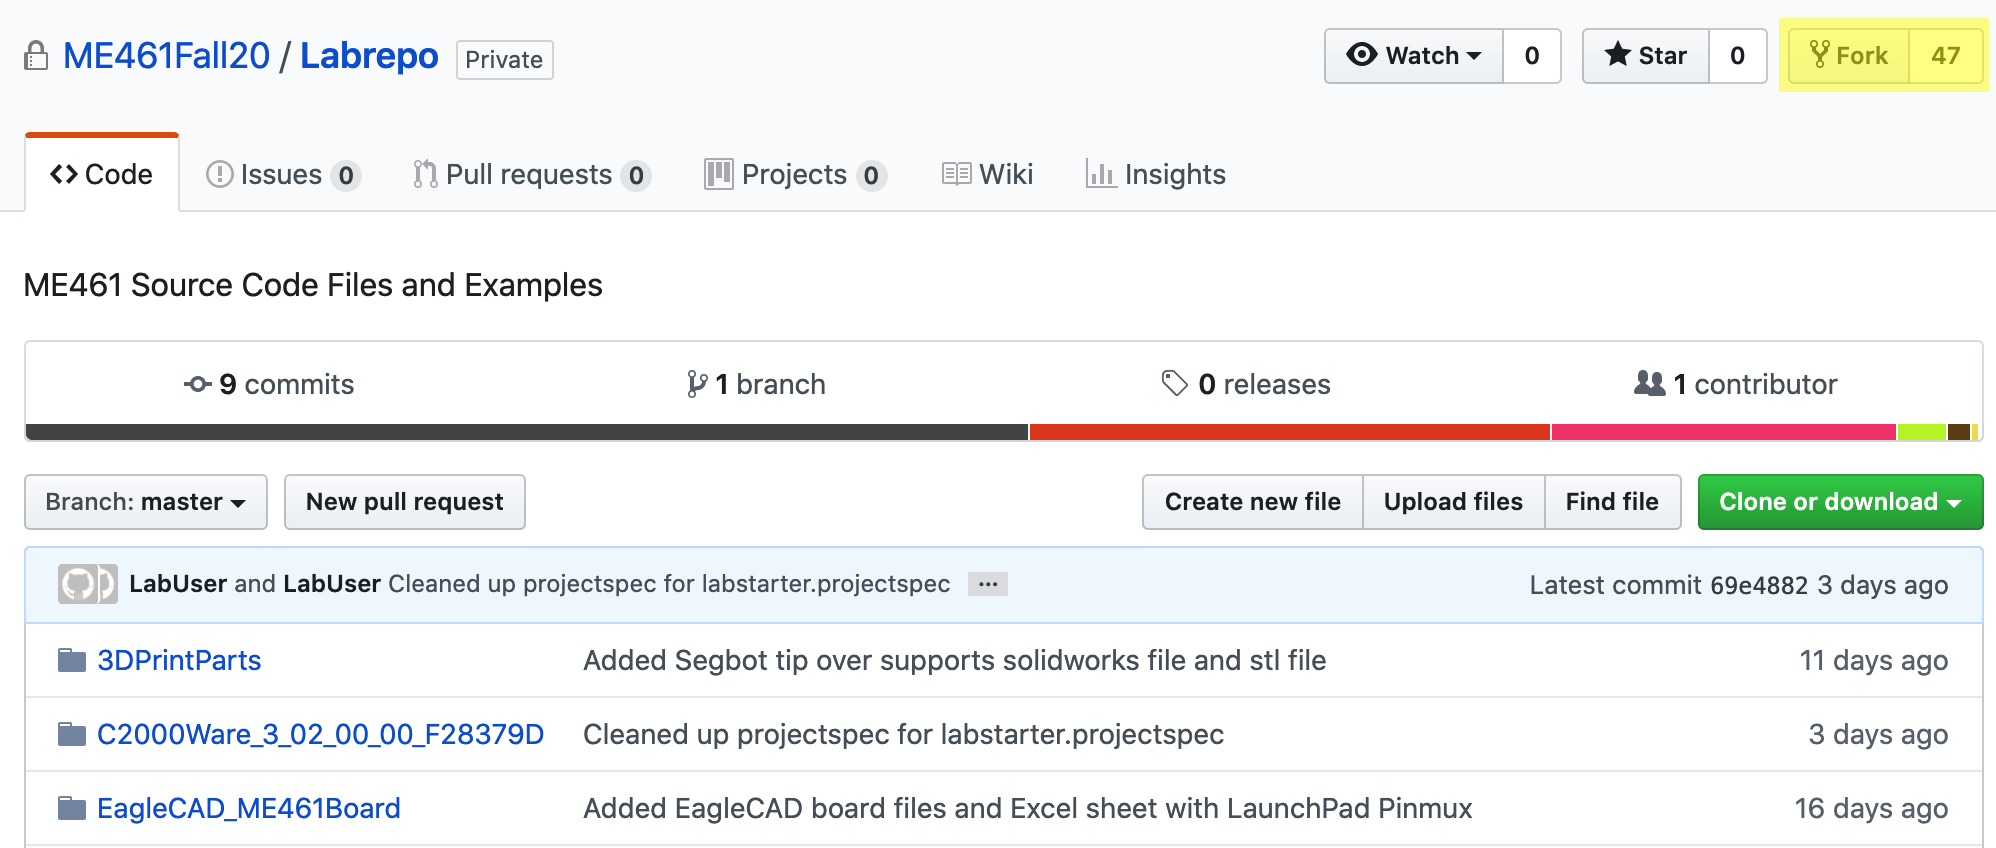 ME461Fall20 / Labrepo Private Watch 0 Star 0 Fork 47
Code Issues 0 Pull requests 0 Projects 0 Wiki Insights
ME461 Source Code Files and Examples
9 commits 1 branch 0 releases 1 contributor
Branch: master New pull request Create new file Upload files Find file Clone or download
LabUser and LabUser Cleaned up projectspec for labstarter.projectspec ... Latest commit 69e4882 3 days ago
3DPrintParts Added Segbot tip over supports solidworks file and stl file 11 days ago
C2000Ware_3_02_00_00_F28379D Cleaned up projectspec for labstarter.projectspec 3 days ago
EagleCAD_ME461Board Added EagleCAD board files and Excel sheet with LaunchPad Pinmux 16 days ago